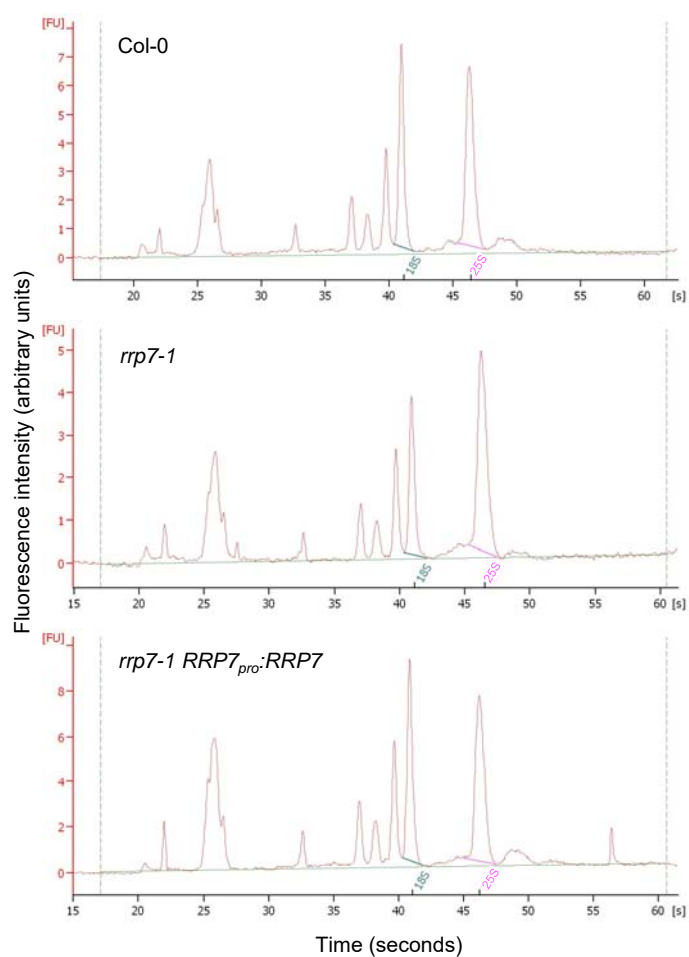 [FU]
Col-0
7
6
5
4
3
2
1
0
18S
25S
20 25 30 35 40 45 50 55 60 [s]
[FU]
rrp7-1
5
4
3
2
1
0
18S
25S
15 20 25 30 35 40 45 50 55 60 [s]
[FU]
rrp7-1 RRP7pro:RRP7
8
6
4
2
0
18S
25S
15 20 25 30 35 40 45 50 55 60 [s]
Fluorescence intensity (arbitrary units)
Time (seconds)